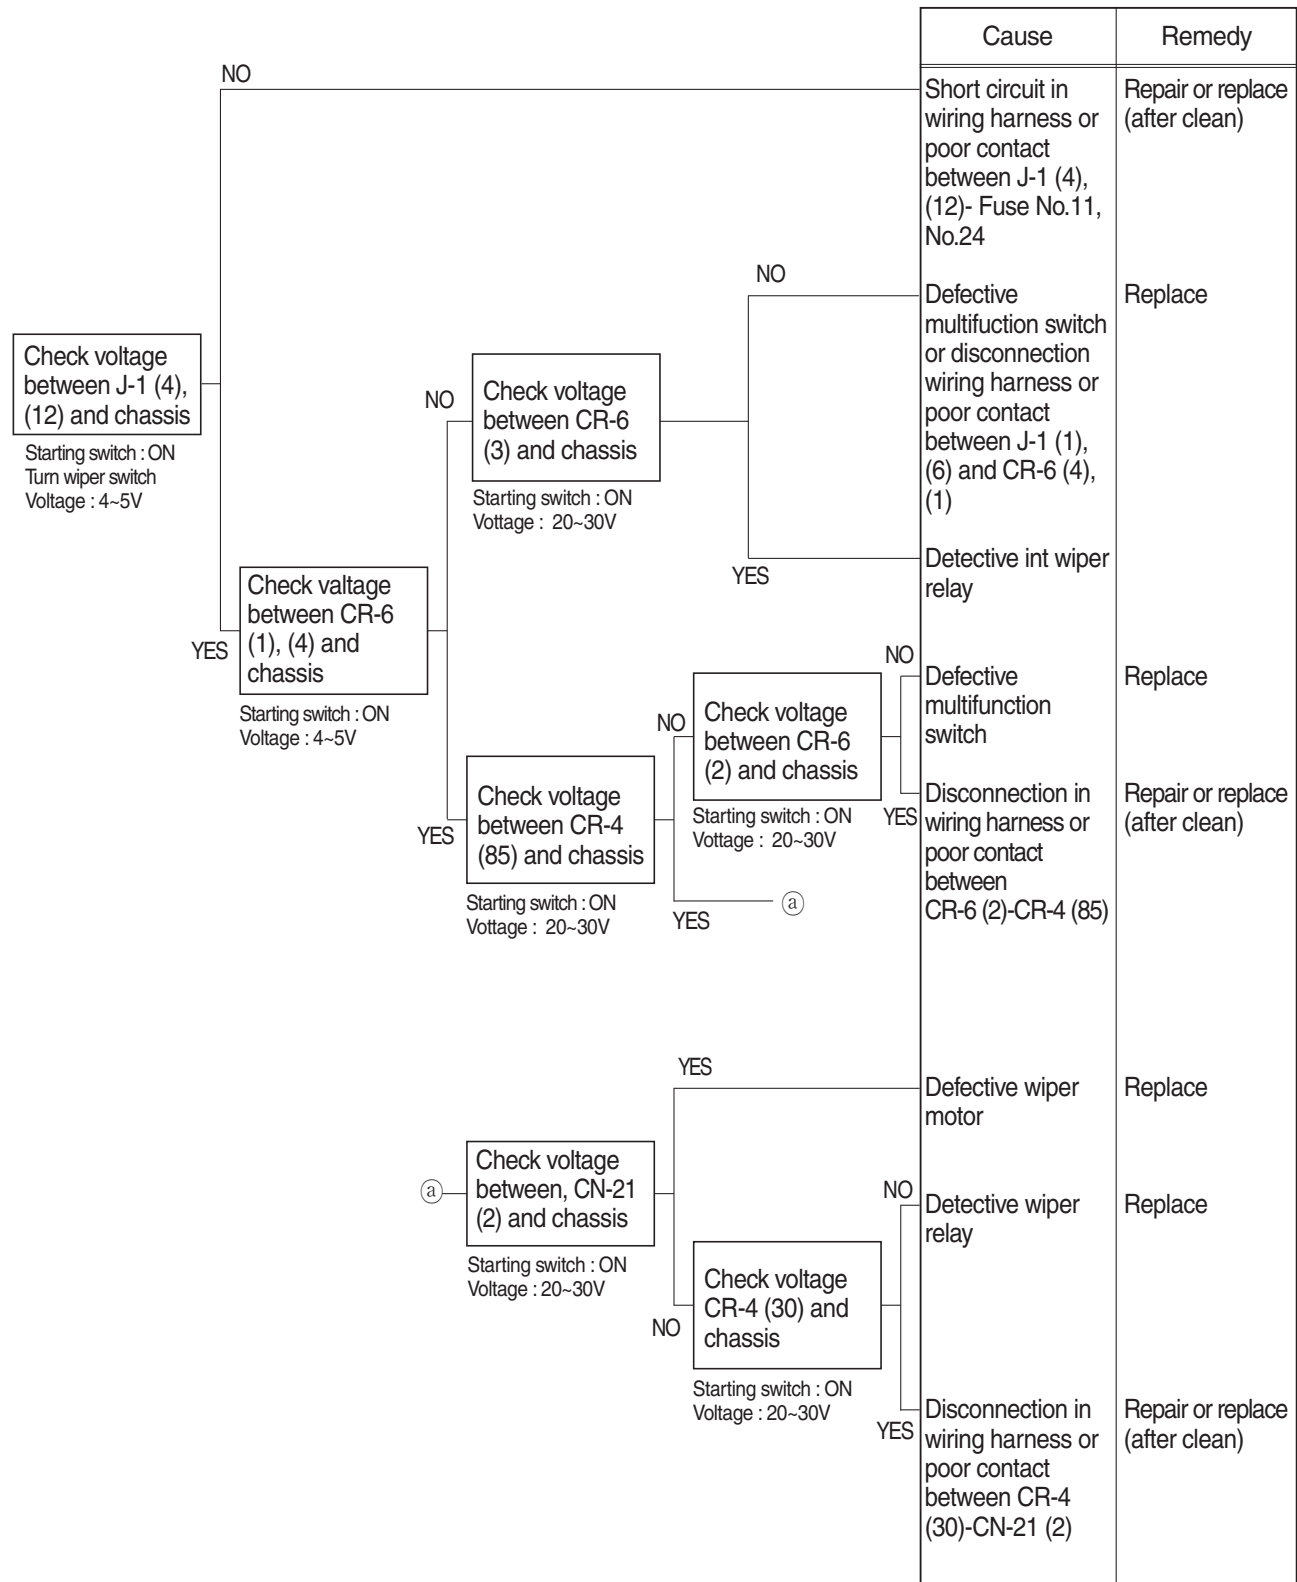 Cause
Remedy
NO
Short circuit in
wiring harness or
poor contact
between J-1 (4),
(12)- Fuse No.11,
No.24
Repair or replace
(after clean)
Check voltage
between J-1 (4),
(12) and chassis
Starting switch : ON
Turn wiper switch
Voltage : 4~5V
NO
Check voltage
between CR-6
(3) and chassis
Starting switch : ON
Vottage : 20~30V
NO
Defective
multifuction switch
or disconnection
wiring harness or
poor contact
between J-1 (1),
(6) and CR-6 (4),
(1)
Replace
YES
Detective int wiper
relay
YES
Check valtage
between CR-6
(1), (4) and
chassis
Starting switch : ON
Voltage : 4~5V
YES
Check voltage
between CR-4
(85) and chassis
Starting switch : ON
Vottage : 20~30V
NO
Check voltage
between CR-6
(2) and chassis
Starting switch : ON
Vottage : 20~30V
NO
Defective
multifunction
switch
Replace
YES
Disconnection in
wiring harness or
poor contact
between
CR-6 (2)-CR-4 (85)
Repair or replace
(after clean)
YES
ⓐ
ⓐ
Check voltage
between, CN-21
(2) and chassis
Starting switch : ON
Voltage : 20~30V
YES
Defective wiper
motor
Replace
NO
Check voltage
CR-4 (30) and
chassis
Starting switch : ON
Voltage : 20~30V
NO
Detective wiper
relay
Replace
YES
Disconnection in
wiring harness or
poor contact
between CR-4
(30)-CN-21 (2)
Repair or replace
(after clean)